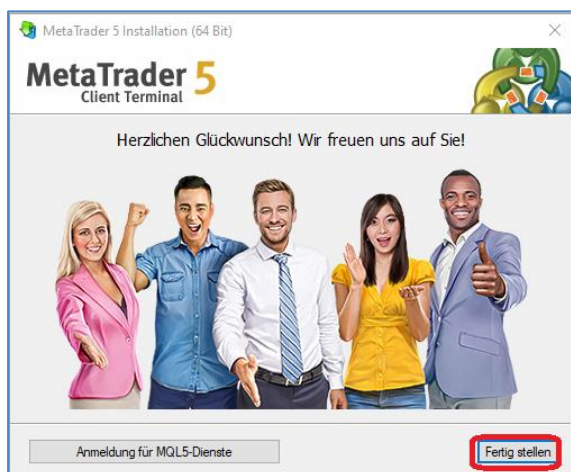 MetaTrader 5 Installation (64 Bit)
MetaTrader 5
Client Terminal
Herzlichen Glückwunsch! Wir freuen uns auf Sie!
Anmeldung für MQL5-Dienste
Fertig stellen